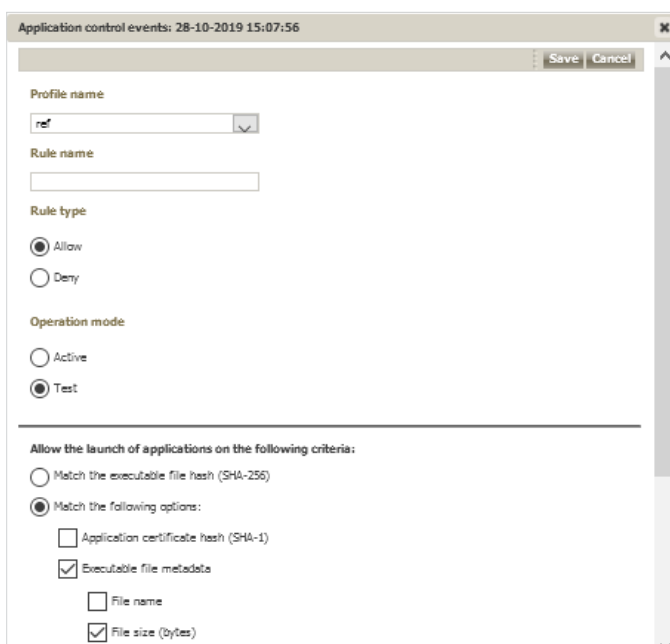 Application control events: 28-10-2019 15:07:56
Save Cancel
Profile name
ref
Rule name
Rule type
Allow
Deny
Operation mode
Active
Test
Allow the launch of applications on the following criteria:
Match the executable file hash (SHA-256)
Match the following options:
Application certificate hash (SHA-1)
Executable file metadata
File name
File size (bytes)